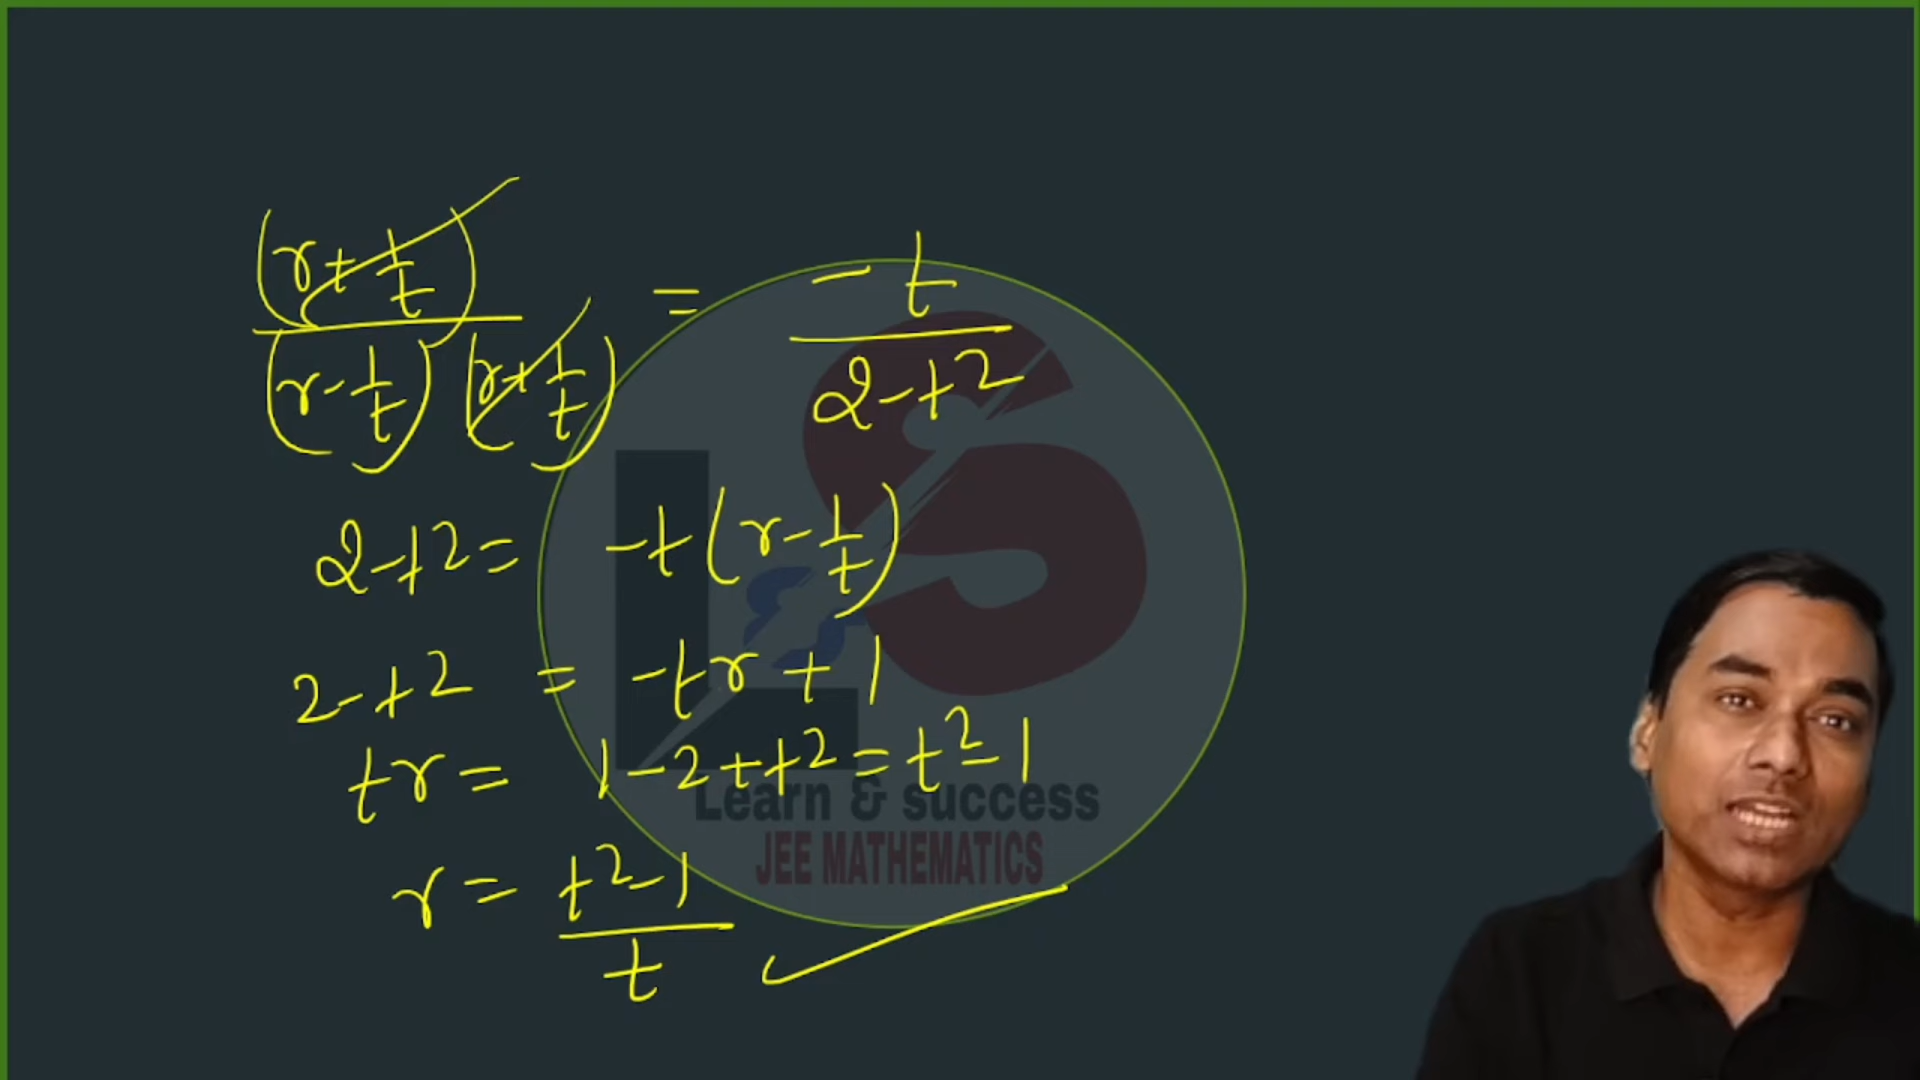 (r + 1/t) / (r - 1/t) (r + 1/t) = -t / 2 - t²
2 - t² = -t (r - 1/t)
2 - t² = -tr + 1
tr = 1 - 2 + t² = t² - 1
r = t² - 1 / t
LS
Learn & success
JEE MATHEMATICS